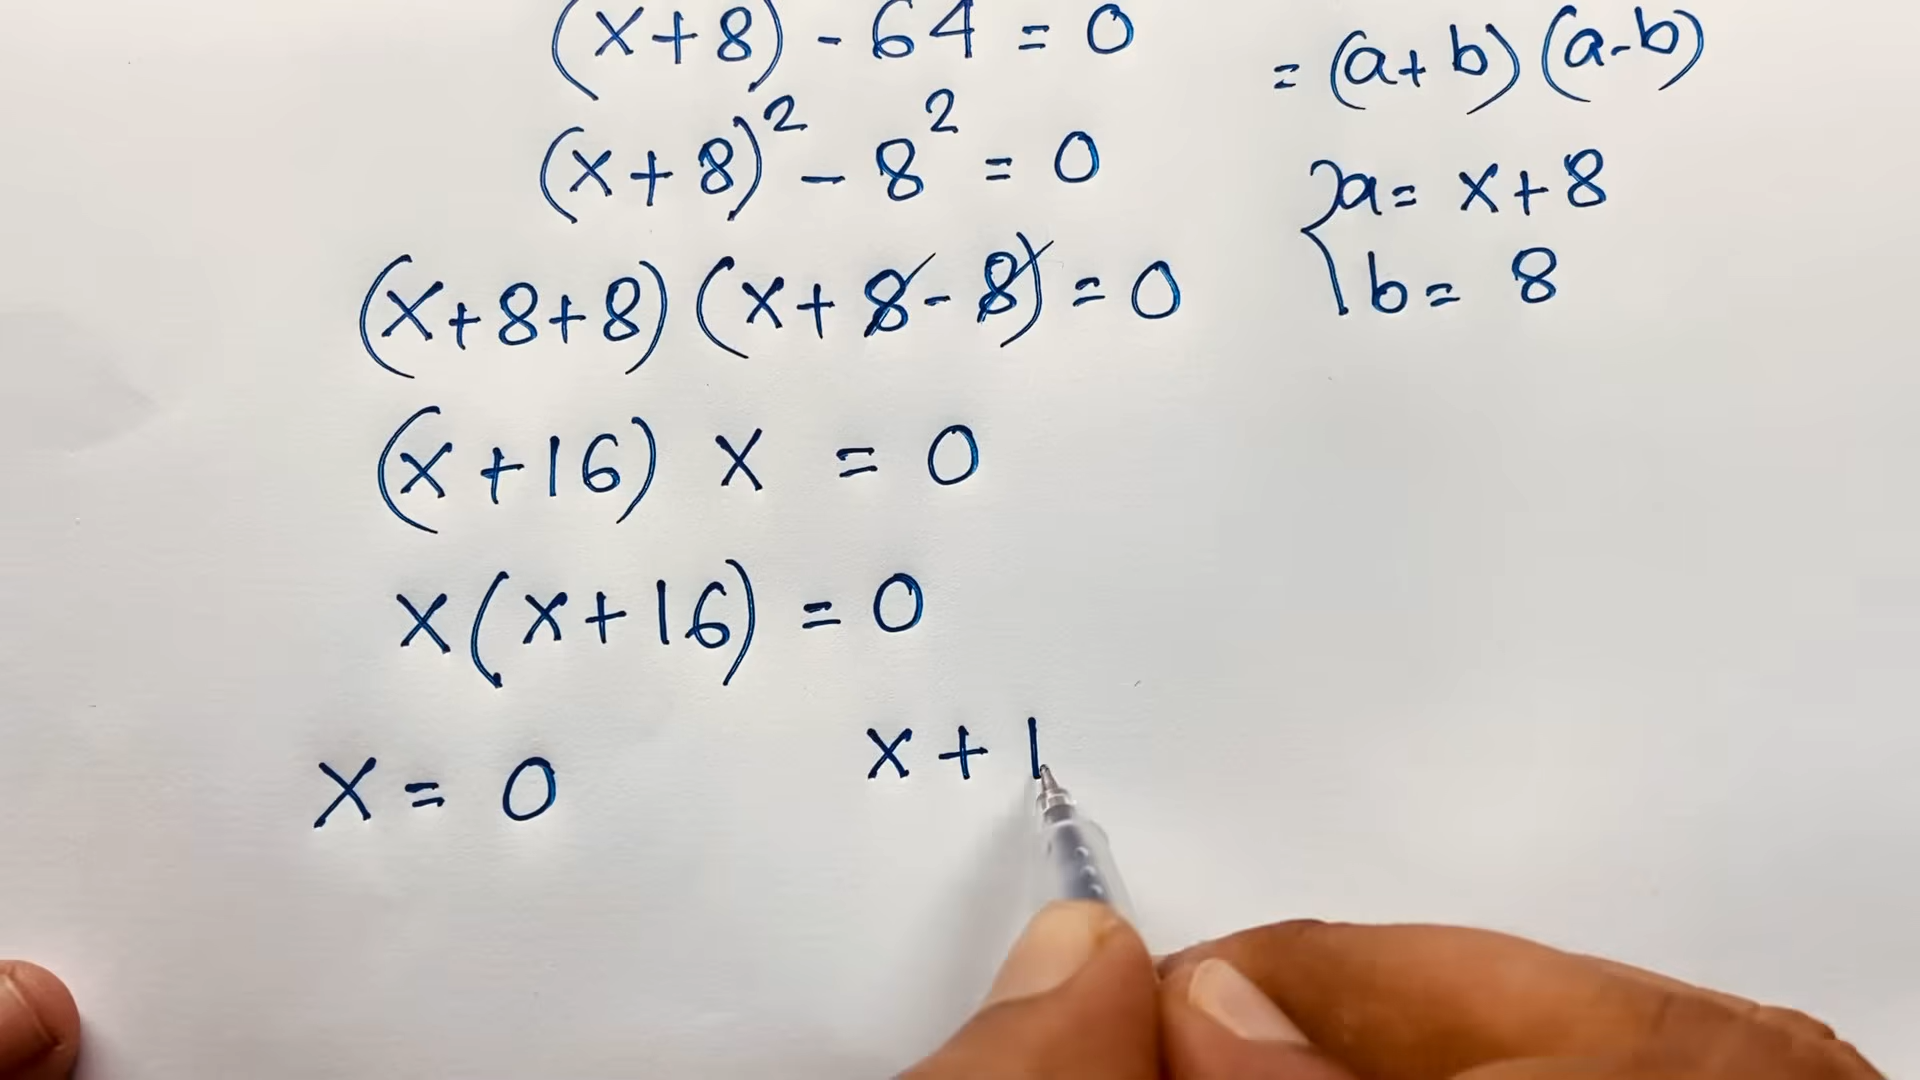 (x+8) - 64 = 0
(x+8)² - 8² = 0
(x+8+8) (x+8-8) = 0
(x+16) x = 0
x(x+16) = 0
x = 0
x + 1
= (a+b) (a-b)
a = x+8
b = 8